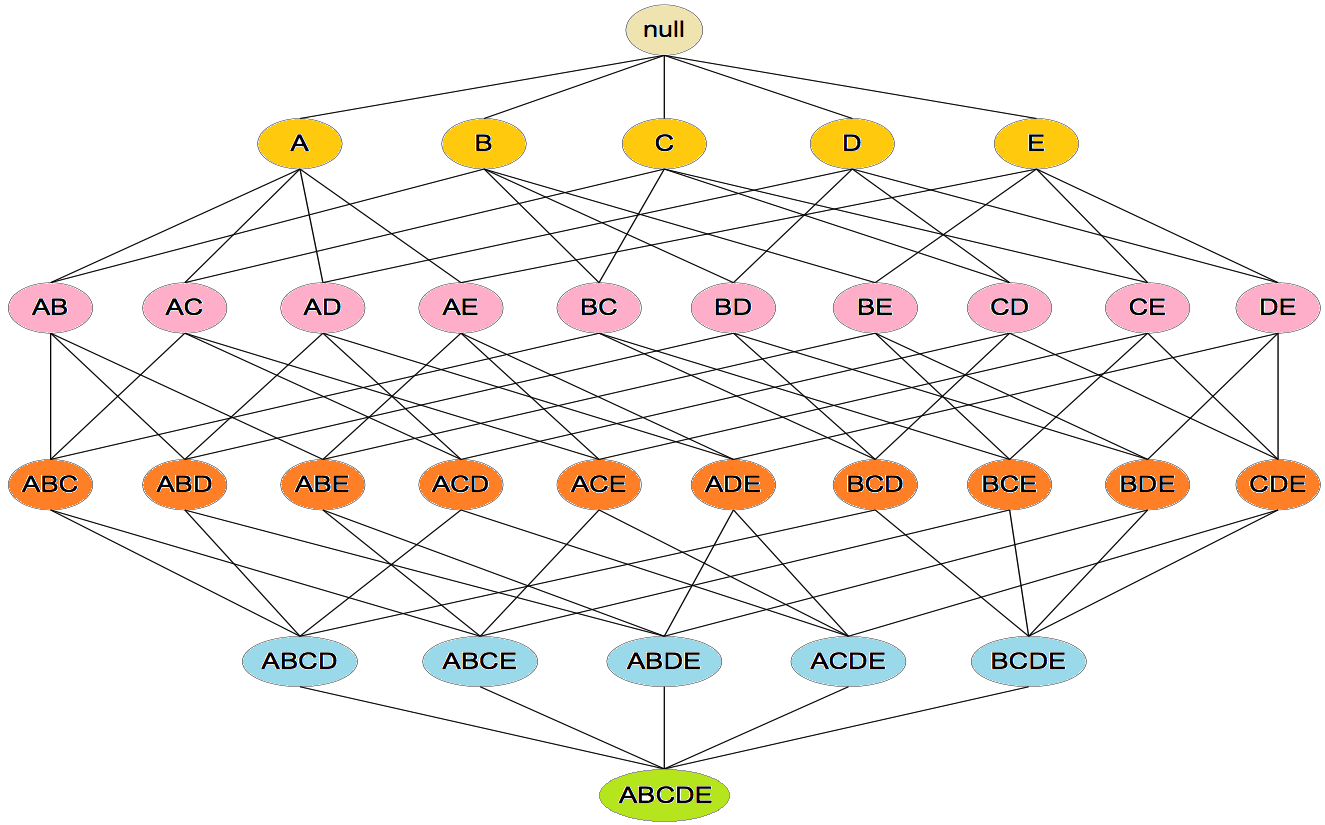 null
A B C D E
AB AC AD AE BC BD BE CD CE DE
ABC ABD ABE ACD ACE ADE BCD BCE BDE CDE
ABCD ABCE ABDE ACDE BCDE
ABCDE